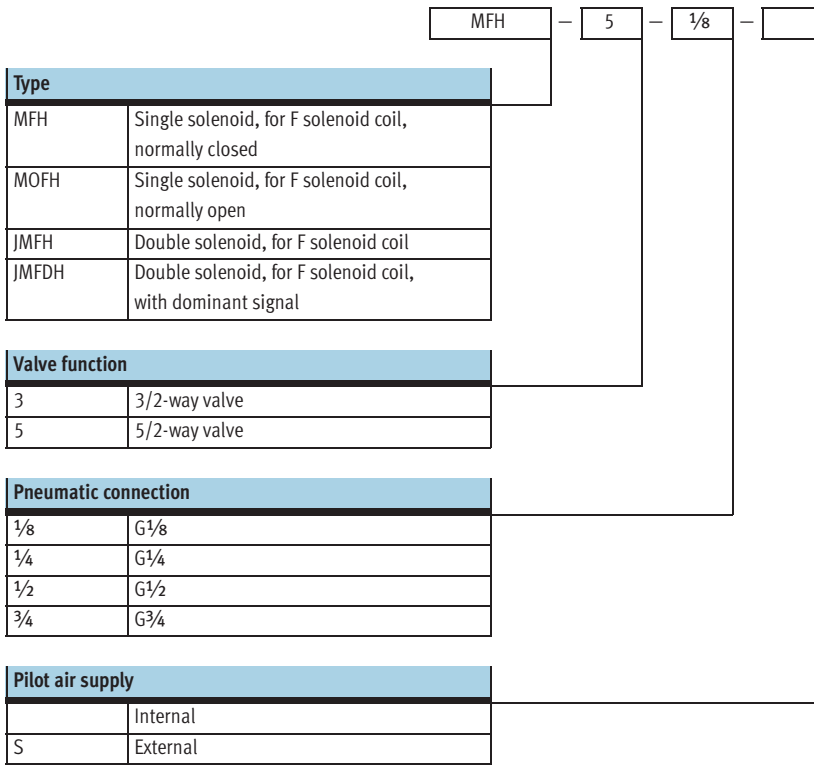 MFH – 5 – ⅛ –
Type
MFH Single solenoid, for F solenoid coil,
normally closed
MOFH Single solenoid, for F solenoid coil,
normally open
JMFH Double solenoid, for F solenoid coil
JMFDH Double solenoid, for F solenoid coil,
with dominant signal
Valve function
3 3/2-way valve
5 5/2-way valve
Pneumatic connection
⅛ G⅛
¼ G¼
½ G½
¾ G¾
Pilot air supply
Internal
S External